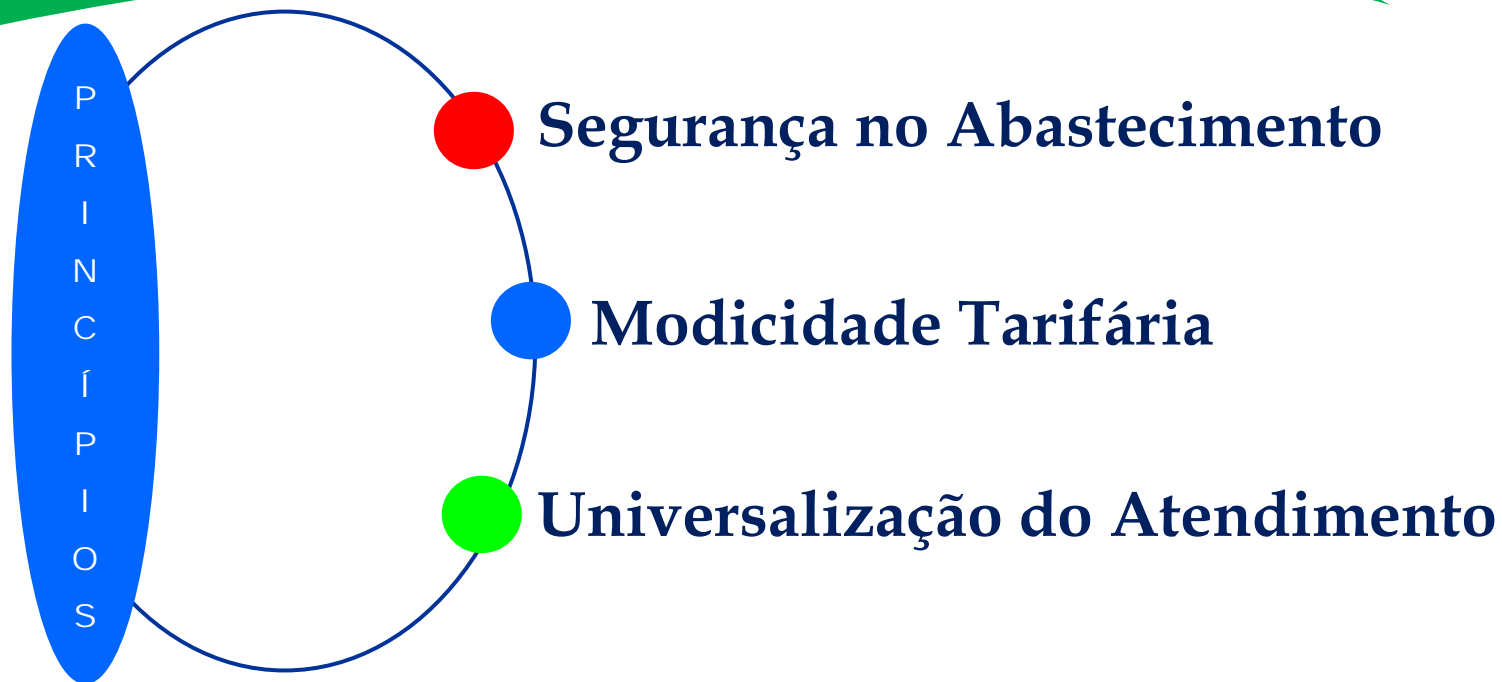 PRINCÍPIOS
Segurança no Abastecimento
Modicidade Tarifária
Universalização do Atendimento